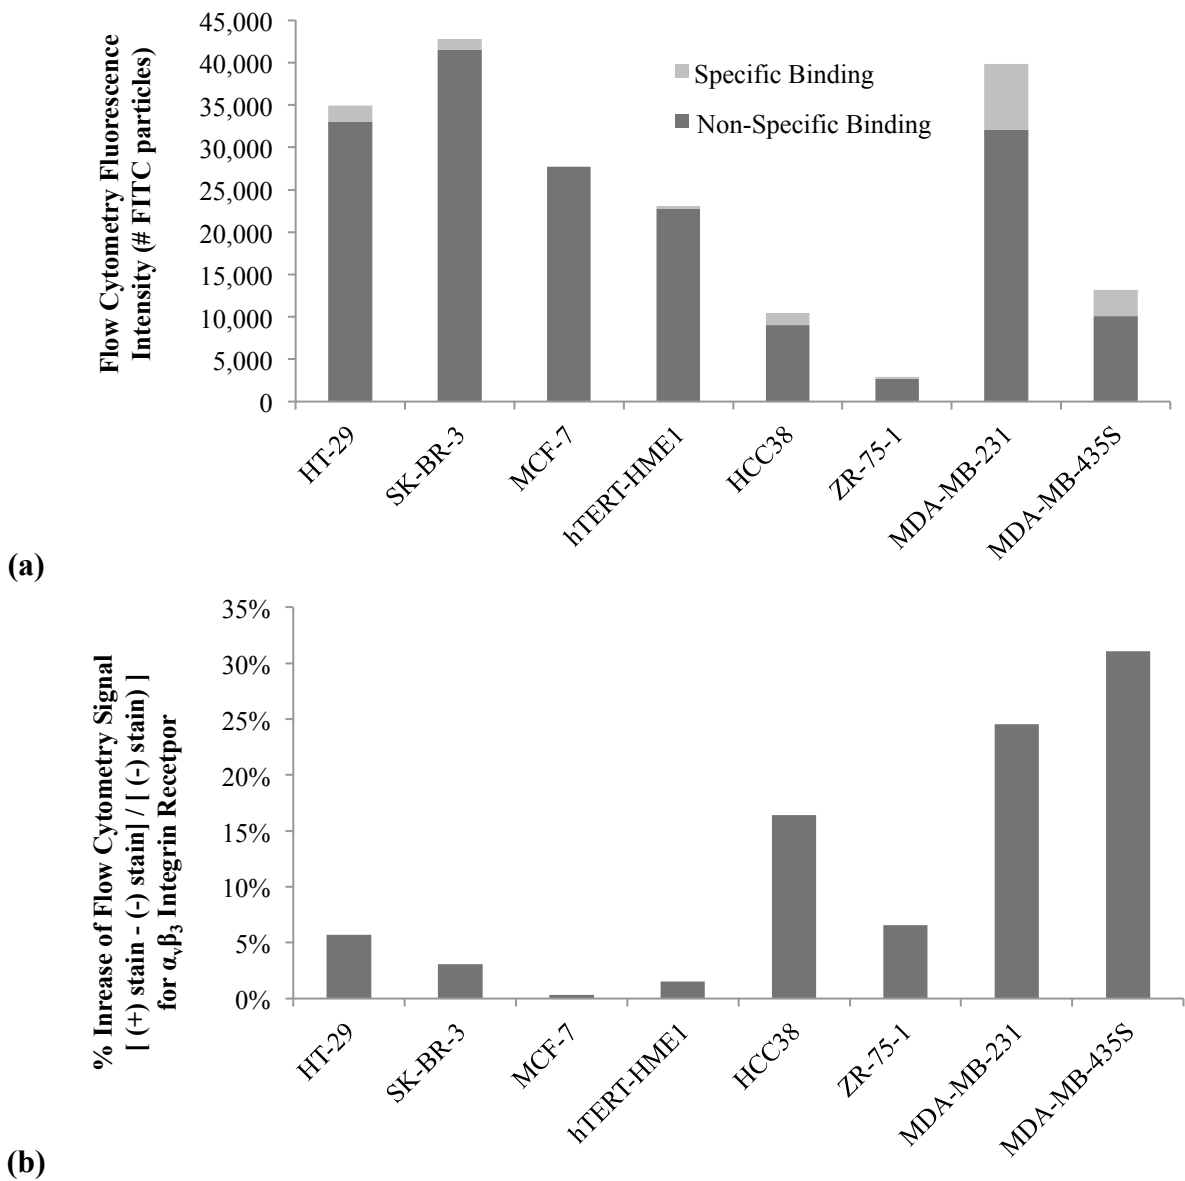 Flow Cytometry Fluorescence
Intensity (# FITC particles)
45,000
40,000
35,000
30,000
25,000
20,000
15,000
10,000
5,000
0
Specific Binding
Non-Specific Binding
HT-29
SK-BR-3
MCF-7
hTERT-HME1
HCC38
ZR-75-1
MDA-MB-231
MDA-MB-435S
(a)
% Inrease of Flow Cytometry Signal
[ (+) stain - (-) stain] / [ (-) stain) ]
for αvβ3 Integrin Recetpor
35%
30%
25%
20%
15%
10%
5%
0%
HT-29
SK-BR-3
MCF-7
hTERT-HME1
HCC38
ZR-75-1
MDA-MB-231
MDA-MB-435S
(b)